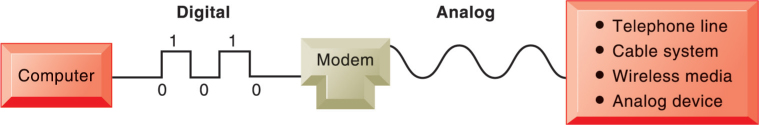 Digital
Analog
Computer
1 1
0 0 0
Modem
• Telephone line
• Cable system
• Wireless media
• Analog device